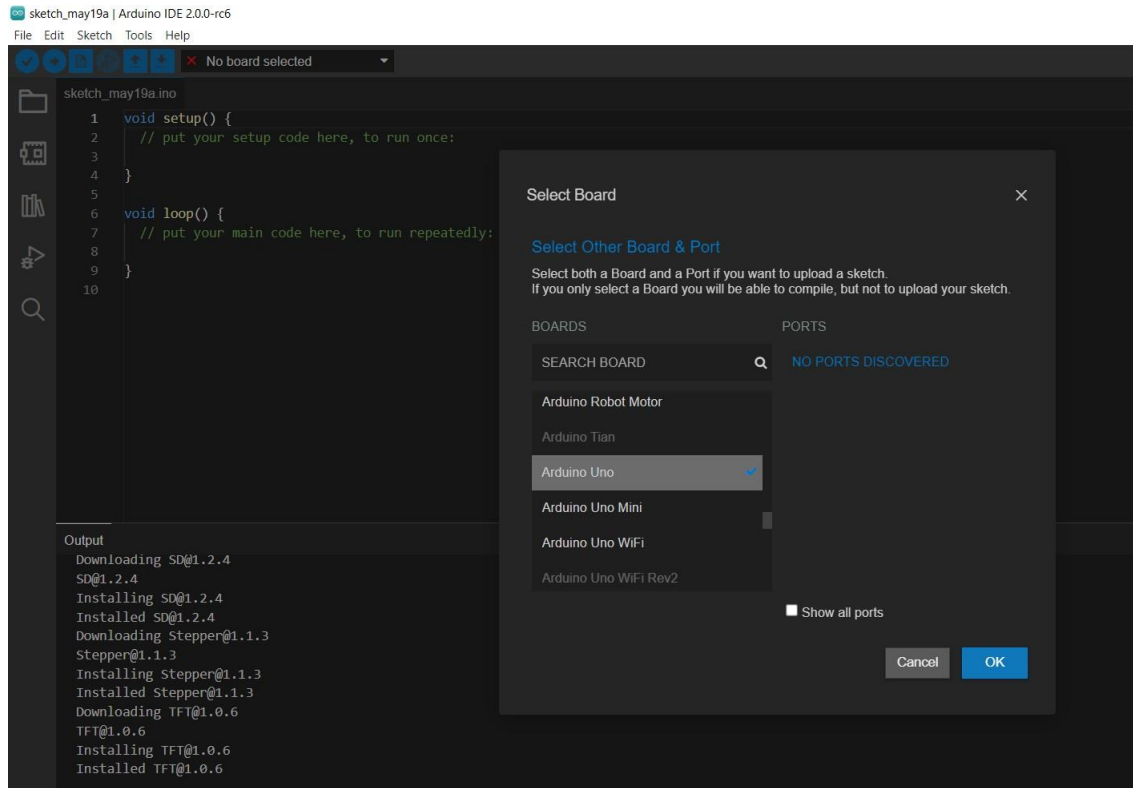 sketch_may19a | Arduino IDE 2.0.0-rc6
File Edit Sketch Tools Help
No board selected
sketch_may19a.ino
1 void setup() {
2 // put your setup code here, to run once:
3
4 }
5
6 void loop() {
7 // put your main code here, to run repeatedly:
8
9 }
10
Select Board
Select Other Board & Port
Select both a Board and a Port if you want to upload a sketch.
If you only select a Board you will be able to compile, but not to upload your sketch.
BOARDS PORTS
SEARCH BOARD NO PORTS DISCOVERED
Arduino Robot Motor
Arduino Tian
Arduino Uno
Arduino Uno Mini
Arduino Uno WiFi
Arduino Uno WiFi Rev2
Show all ports
Cancel OK
Output
Downloading SD@1.2.4
SD@1.2.4
Installing SD@1.2.4
Installed SD@1.2.4
Downloading Stepper@1.1.3
Stepper@1.1.3
Installing Stepper@1.1.3
Installed Stepper@1.1.3
Downloading TFT@1.0.6
TFT@1.0.6
Installing TFT@1.0.6
Installed TFT@1.0.6